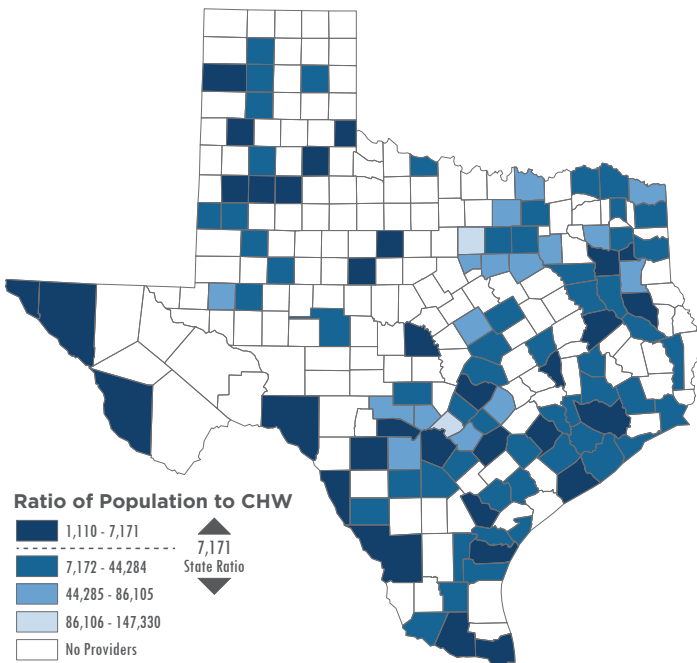 Ratio of Population to CHW
1,110 - 7,171
7,171
State Ratio
7,172 - 44,284
44,285 - 86,105
86,106 - 147,330
No Providers